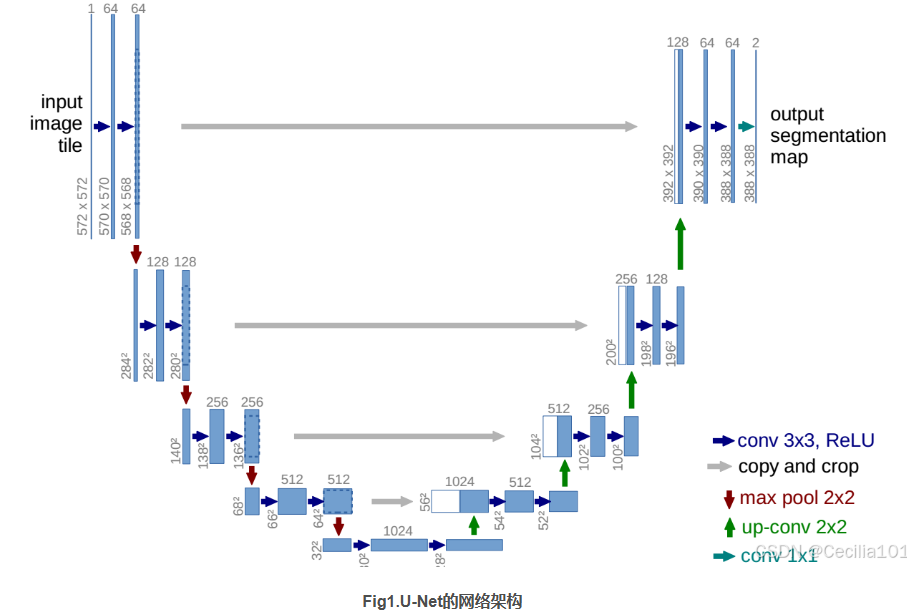 1 64 64
input
image
tile
572 x 572
570 x 570
568 x 568
128 64 64 2
output
segmentation
map
392 x 392
390 x 390
388 x 388
388 x 388
128 128
284²
282²
280²
256 128
200²
198²
196²
256 256
140²
138²
136²
512 256
104²
102²
100²
512 512
68²
66²
64²
1024 512
56²
54²
52²
1024
32²
conv 3x3, ReLU
copy and crop
max pool 2x2
up-conv 2x2
conv 1x1
CSDN @Cecilia101
Fig1.U-Net的网络架构